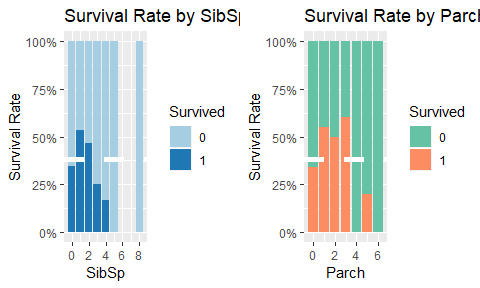 Survival Rate by SibSp
100%
75%
50%
25%
0%
Survival Rate
0 2 4 6 8
SibSp
Survived
0
1
Survival Rate by Parch
100%
75%
50%
25%
0%
Survival Rate
0 2 4 6
Parch
Survived
0
1